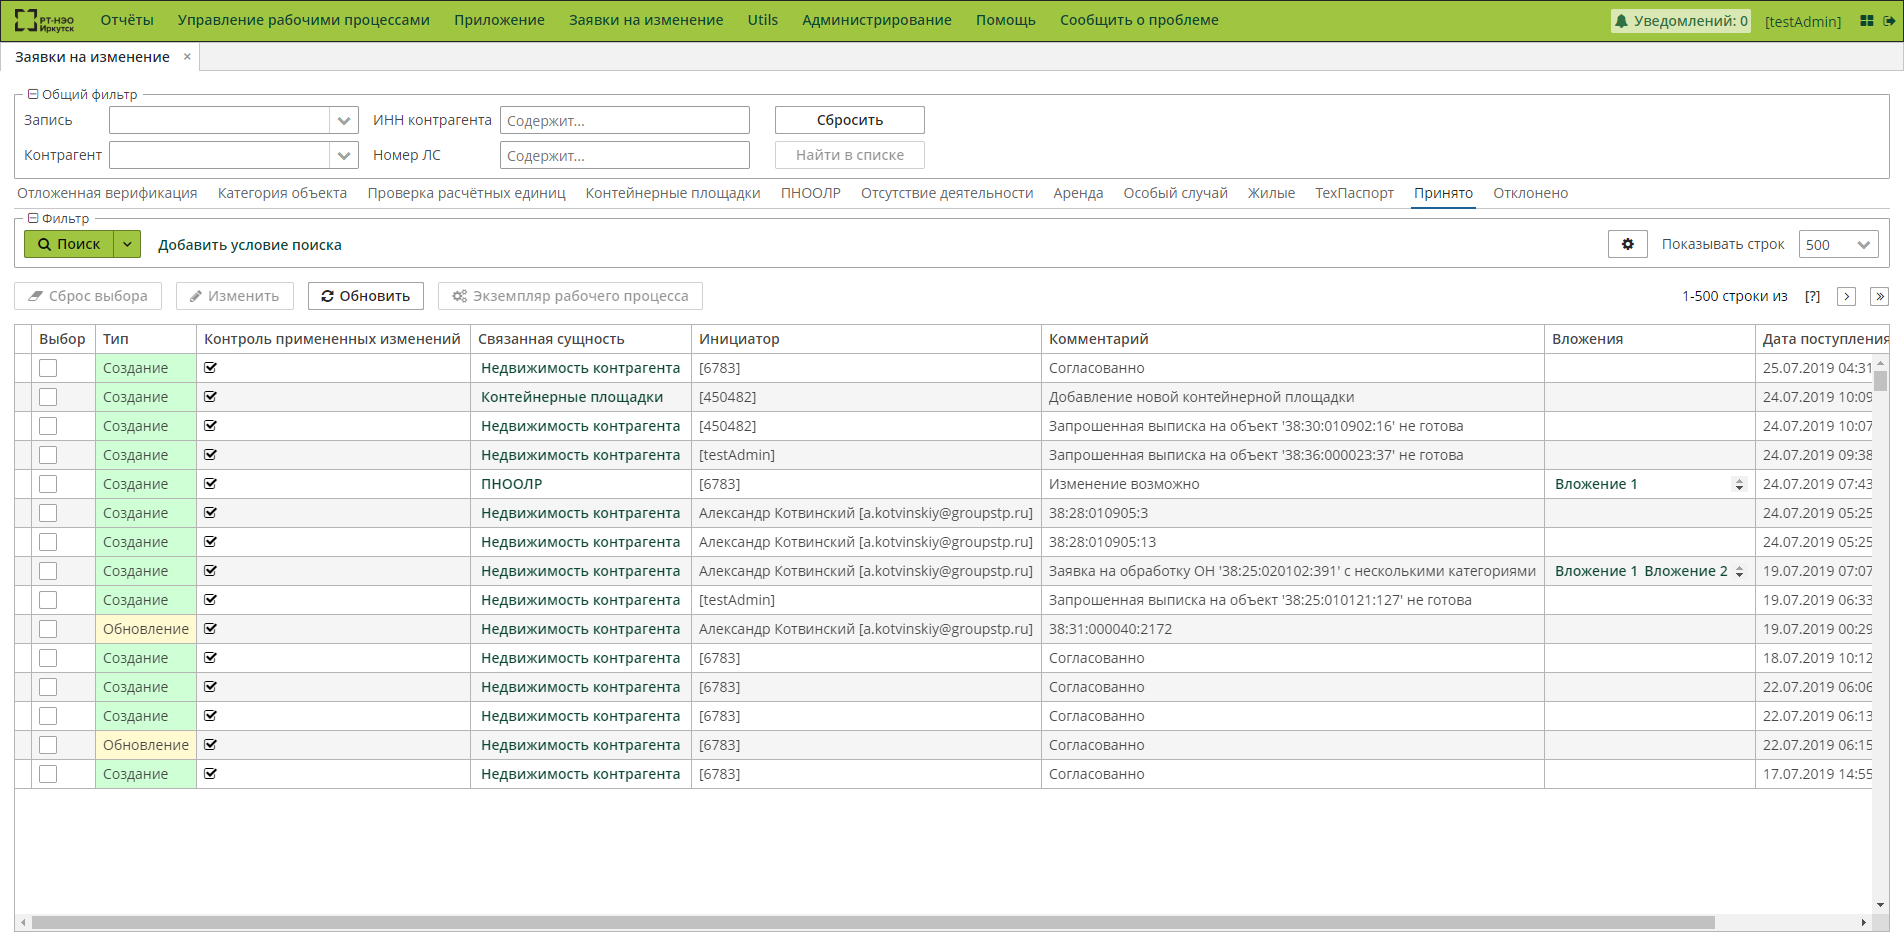 РТ-НЭО Иркутск Отчёты Управление рабочими процессами Приложение Заявки на изменение Utils Администрирование Помощь Сообщить о проблеме Уведомлений: 0 [testAdmin]
Заявки на изменение ×
Общий фильтр
Запись ИНН контрагента Содержит... Сбросить
Контрагент Номер ЛС Содержит... Найти в списке
Отложенная верификация Категория объекта Проверка расчётных единиц Контейнерные площадки ПНООЛР Отсутствие деятельности Аренда Особый случай Жилые ТехПаспорт Принято Отклонено
Фильтр
Поиск Добавить условие поиска Показывать строк 500
Сброс выбора Изменить Обновить Экземпляр рабочего процесса 1-500 строки из [?]
Выбор Тип Контроль примененных изменений Связанная сущность Инициатор Комментарий Вложения Дата поступления
Создание Недвижимость контрагента [6783] Согласованно 25.07.2019 04:31
Создание Контейнерные площадки [450482] Добавление новой контейнерной площадки 24.07.2019 10:09
Создание Недвижимость контрагента [450482] Запрошенная выписка на объект '38:30:010902:16' не готова 24.07.2019 10:07
Создание Недвижимость контрагента [testAdmin] Запрошенная выписка на объект '38:36:000023:37' не готова 24.07.2019 09:38
Создание ПНООЛР [6783] Изменение возможно Вложение 1 24.07.2019 07:43
Создание Недвижимость контрагента Александр Котвинский [a.kotvinskiy@groupstp.ru] 38:28:010905:3 24.07.2019 05:25
Создание Недвижимость контрагента Александр Котвинский [a.kotvinskiy@groupstp.ru] 38:28:010905:13 24.07.2019 05:25
Создание Недвижимость контрагента Александр Котвинский [a.kotvinskiy@groupstp.ru] Заявка на обработку ОН '38:25:020102:391' с несколькими категориями Вложение 1 Вложение 2 19.07.2019 07:07
Создание Недвижимость контрагента [testAdmin] Запрошенная выписка на объект '38:25:010121:127' не готова 19.07.2019 06:33
Обновление Недвижимость контрагента Александр Котвинский [a.kotvinskiy@groupstp.ru] 38:31:000040:2172 19.07.2019 00:29
Создание Недвижимость контрагента [6783] Согласованно 18.07.2019 10:12
Создание Недвижимость контрагента [6783] Согласованно 22.07.2019 06:06
Создание Недвижимость контрагента [6783] Согласованно 22.07.2019 06:13
Обновление Недвижимость контрагента [6783] Согласованно 22.07.2019 06:15
Создание Недвижимость контрагента [6783] Согласованно 17.07.2019 14:55